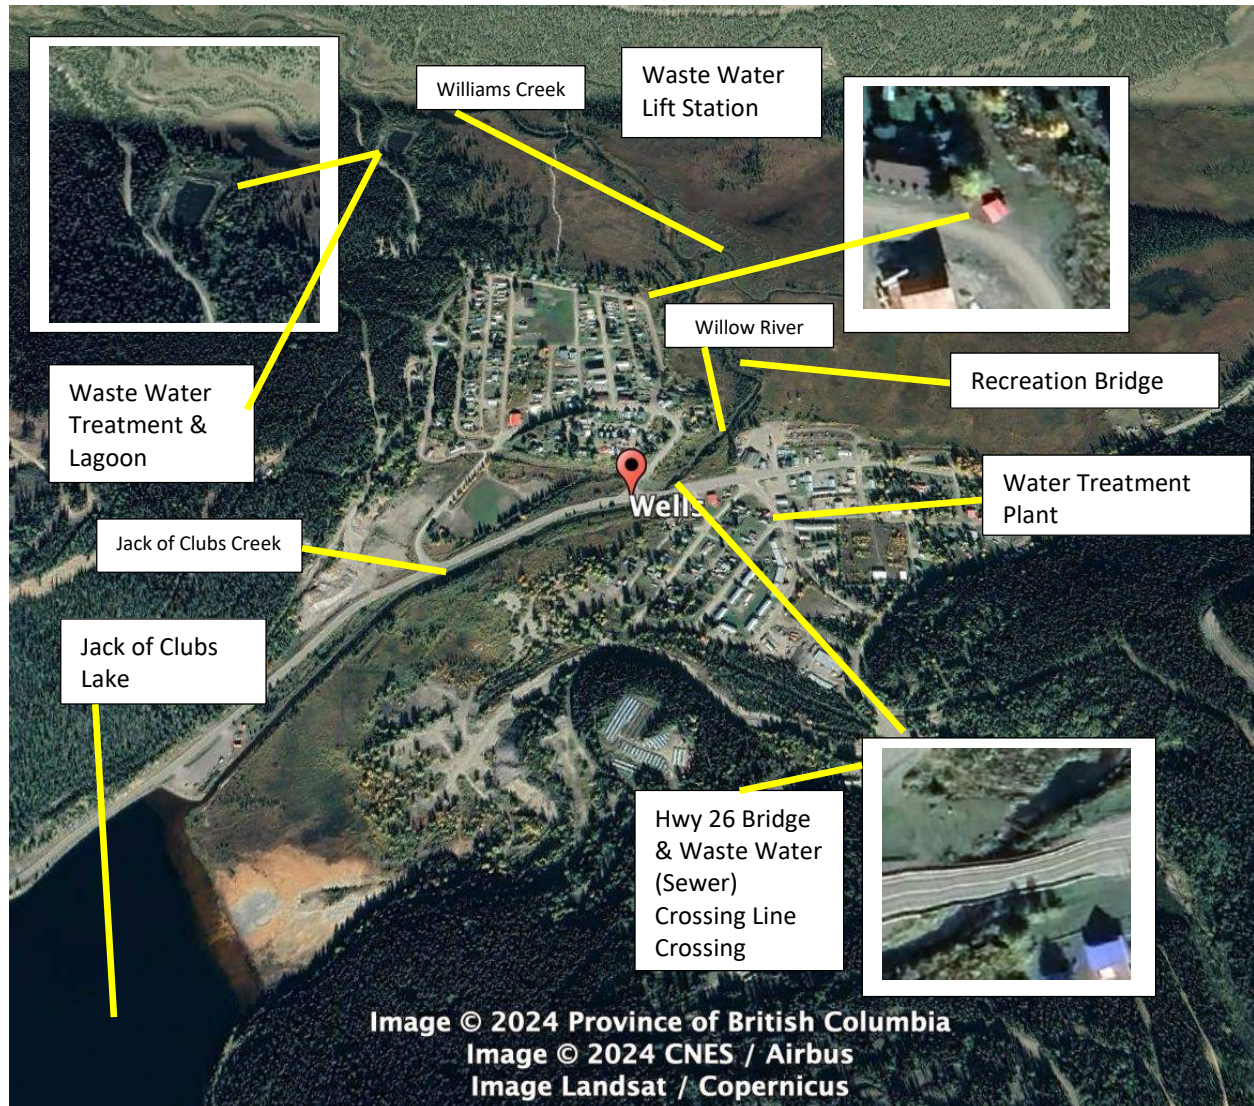 Williams Creek
Waste Water
Lift Station
Willow River
Recreation Bridge
Waste Water
Treatment &
Lagoon
Wells
Water Treatment
Plant
Jack of Clubs Creek
Jack of Clubs
Lake
Hwy 26 Bridge
& Waste Water
(Sewer)
Crossing Line
Crossing
Image © 2024 Province of British Columbia
Image © 2024 CNES / Airbus
Image Landsat / Copernicus